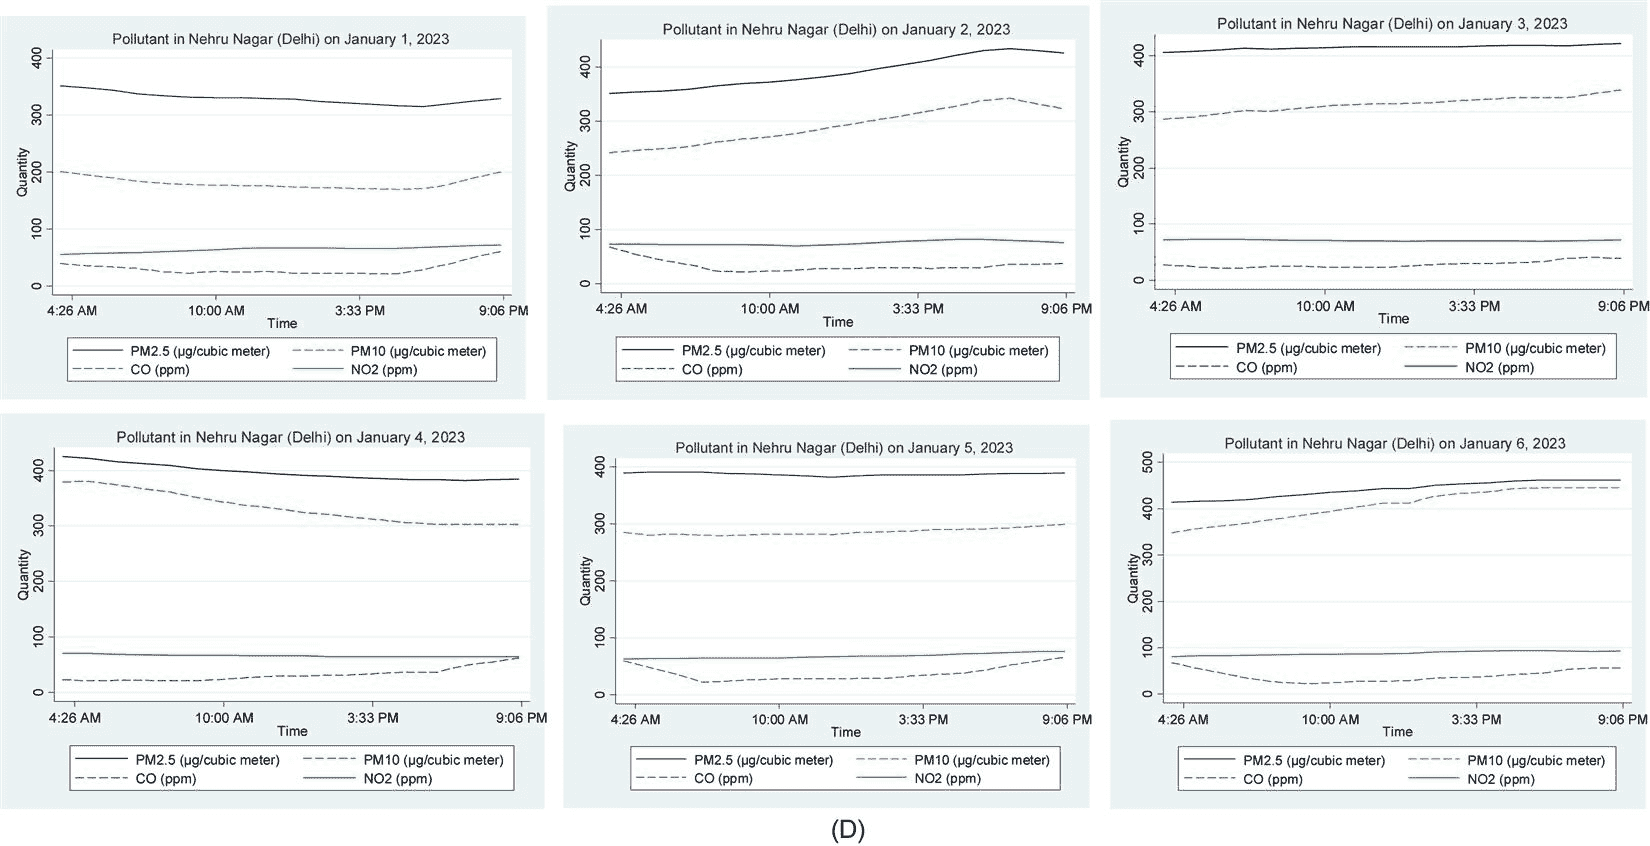 Pollutant in Nehru Nagar (Delhi) on January 1, 2023
Quantity
400
300
200
100
0
4:26 AM 10:00 AM 3:33 PM 9:06 PM
Time
PM2.5 (µg/cubic meter) PM10 (µg/cubic meter)
CO (ppm) NO2 (ppm)
Pollutant in Nehru Nagar (Delhi) on January 2, 2023
Quantity
400
300
200
100
0
4:26 AM 10:00 AM 3:33 PM 9:06 PM
Time
PM2.5 (µg/cubic meter) PM10 (µg/cubic meter)
CO (ppm) NO2 (ppm)
Pollutant in Nehru Nagar (Delhi) on January 3, 2023
Quantity
400
300
200
100
0
4:26 AM 10:00 AM 3:33 PM 9:06 PM
Time
PM2.5 (µg/cubic meter) PM10 (µg/cubic meter)
CO (ppm) NO2 (ppm)
Pollutant in Nehru Nagar (Delhi) on January 4, 2023
Quantity
400
300
200
100
0
4:26 AM 10:00 AM 3:33 PM 9:06 PM
Time
PM2.5 (µg/cubic meter) PM10 (µg/cubic meter)
CO (ppm) NO2 (ppm)
Pollutant in Nehru Nagar (Delhi) on January 5, 2023
Quantity
400
300
200
100
0
4:26 AM 10:00 AM 3:33 PM 9:06 PM
Time
PM2.5 (µg/cubic meter) PM10 (µg/cubic meter)
CO (ppm) NO2 (ppm)
Pollutant in Nehru Nagar (Delhi) on January 6, 2023
Quantity
500
400
300
200
100
0
4:26 AM 10:00 AM 3:33 PM 9:06 PM
Time
PM2.5 (µg/cubic meter) PM10 (µg/cubic meter)
CO (ppm) NO2 (ppm)
(D)